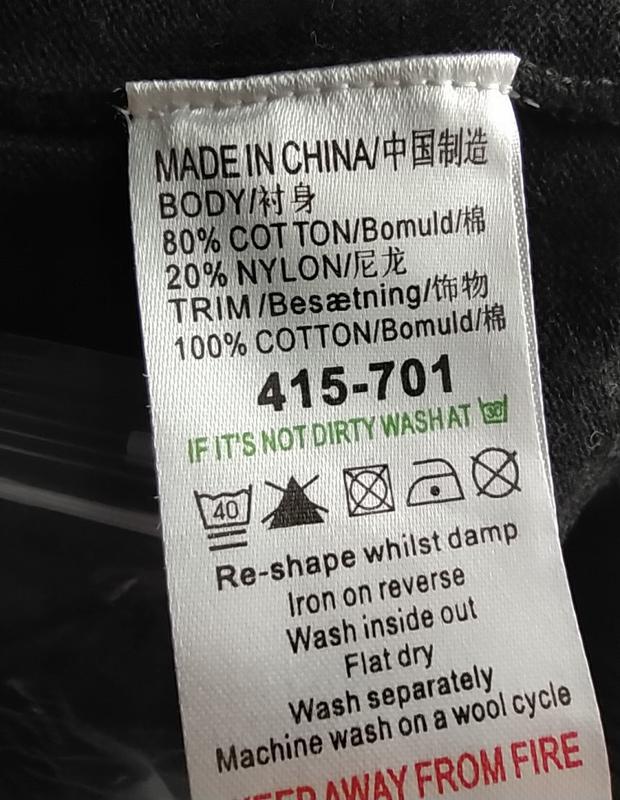 MADE IN CHINA/中国制造
BODY/衬身
80% COTTON/Bomuld/棉
20% NYLON/尼龙
TRIM/Besætning/饰物
100% COTTON/Bomuld/棉
415-701
IF IT'S NOT DIRTY WASH AT 30
40
Re-shape whilst damp
Iron on reverse
Wash inside out
Flat dry
Wash separately
Machine wash on a wool cycle
KEEP AWAY FROM FIRE